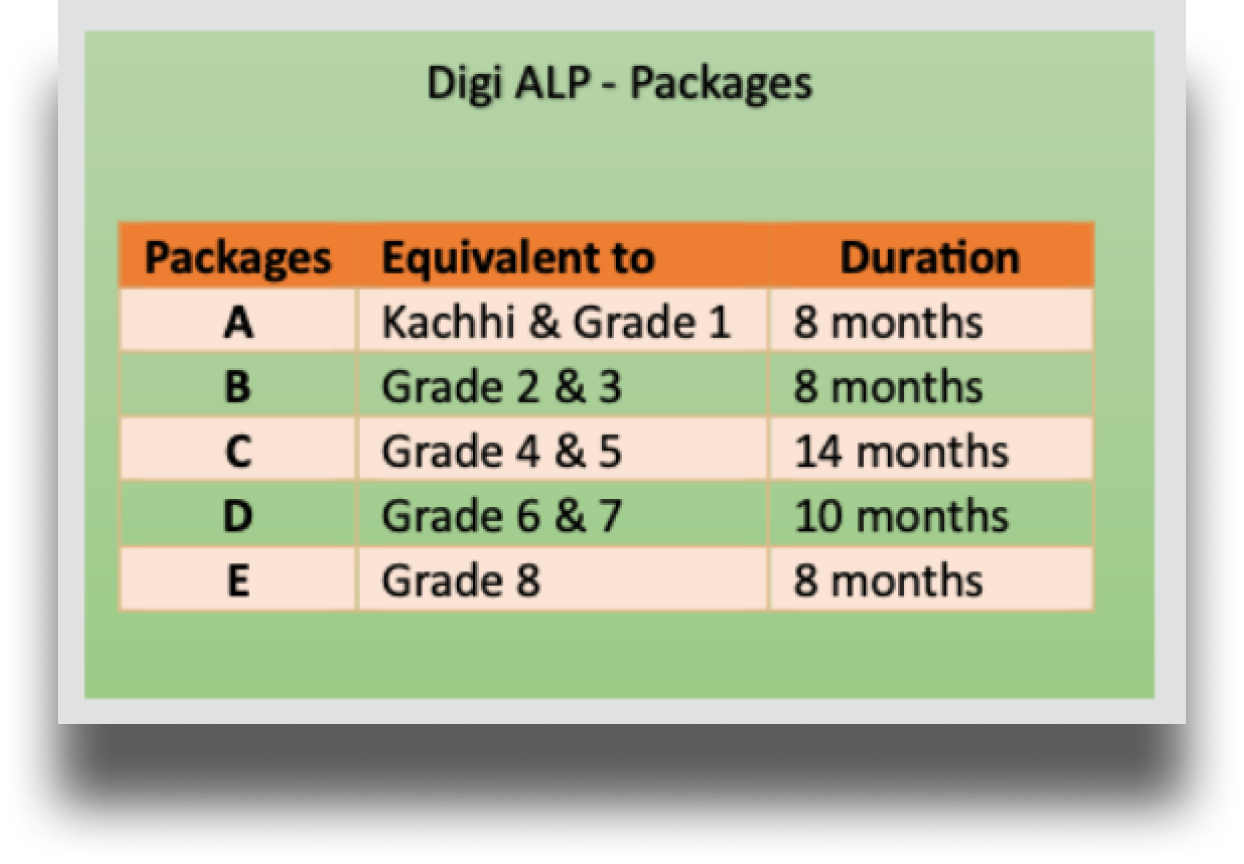 Digi ALP - Packages
Packages Equivalent to Duration
A Kachhi & Grade 1 8 months
B Grade 2 & 3 8 months
C Grade 4 & 5 14 months
D Grade 6 & 7 10 months
E Grade 8 8 months